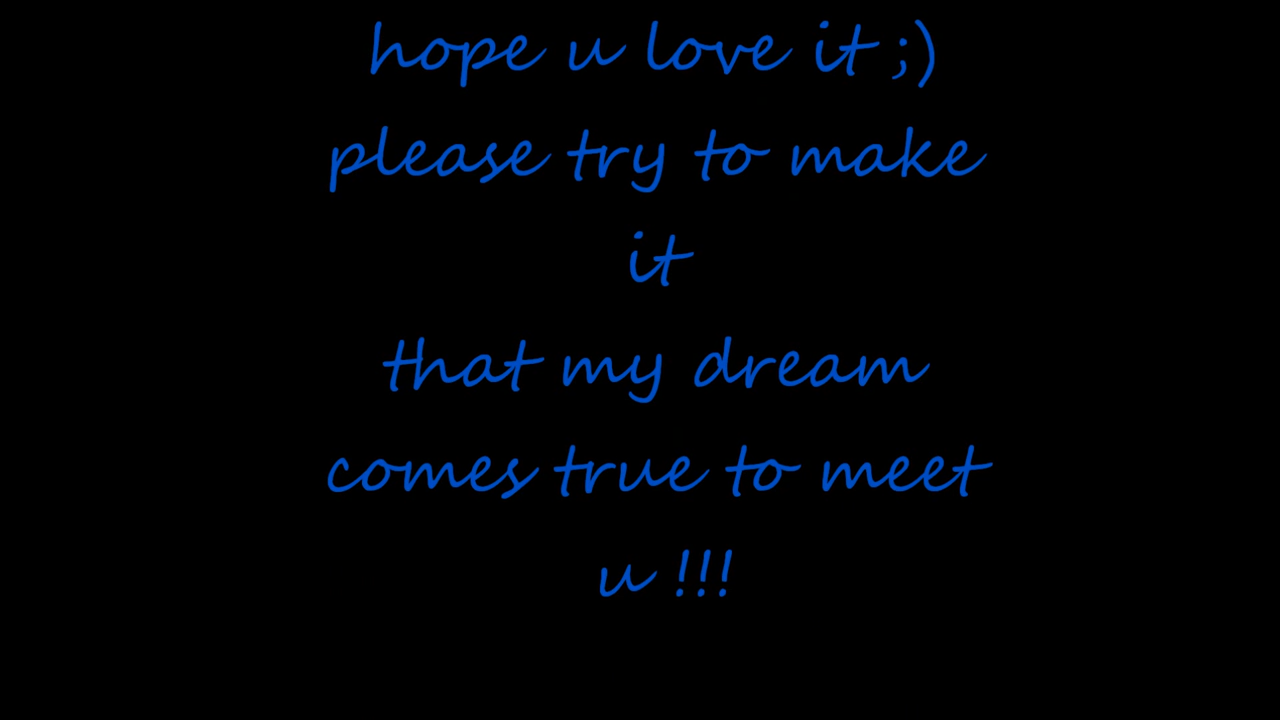 hope u love it ;)
please try to make
it
that my dream
comes true to meet
u !!!